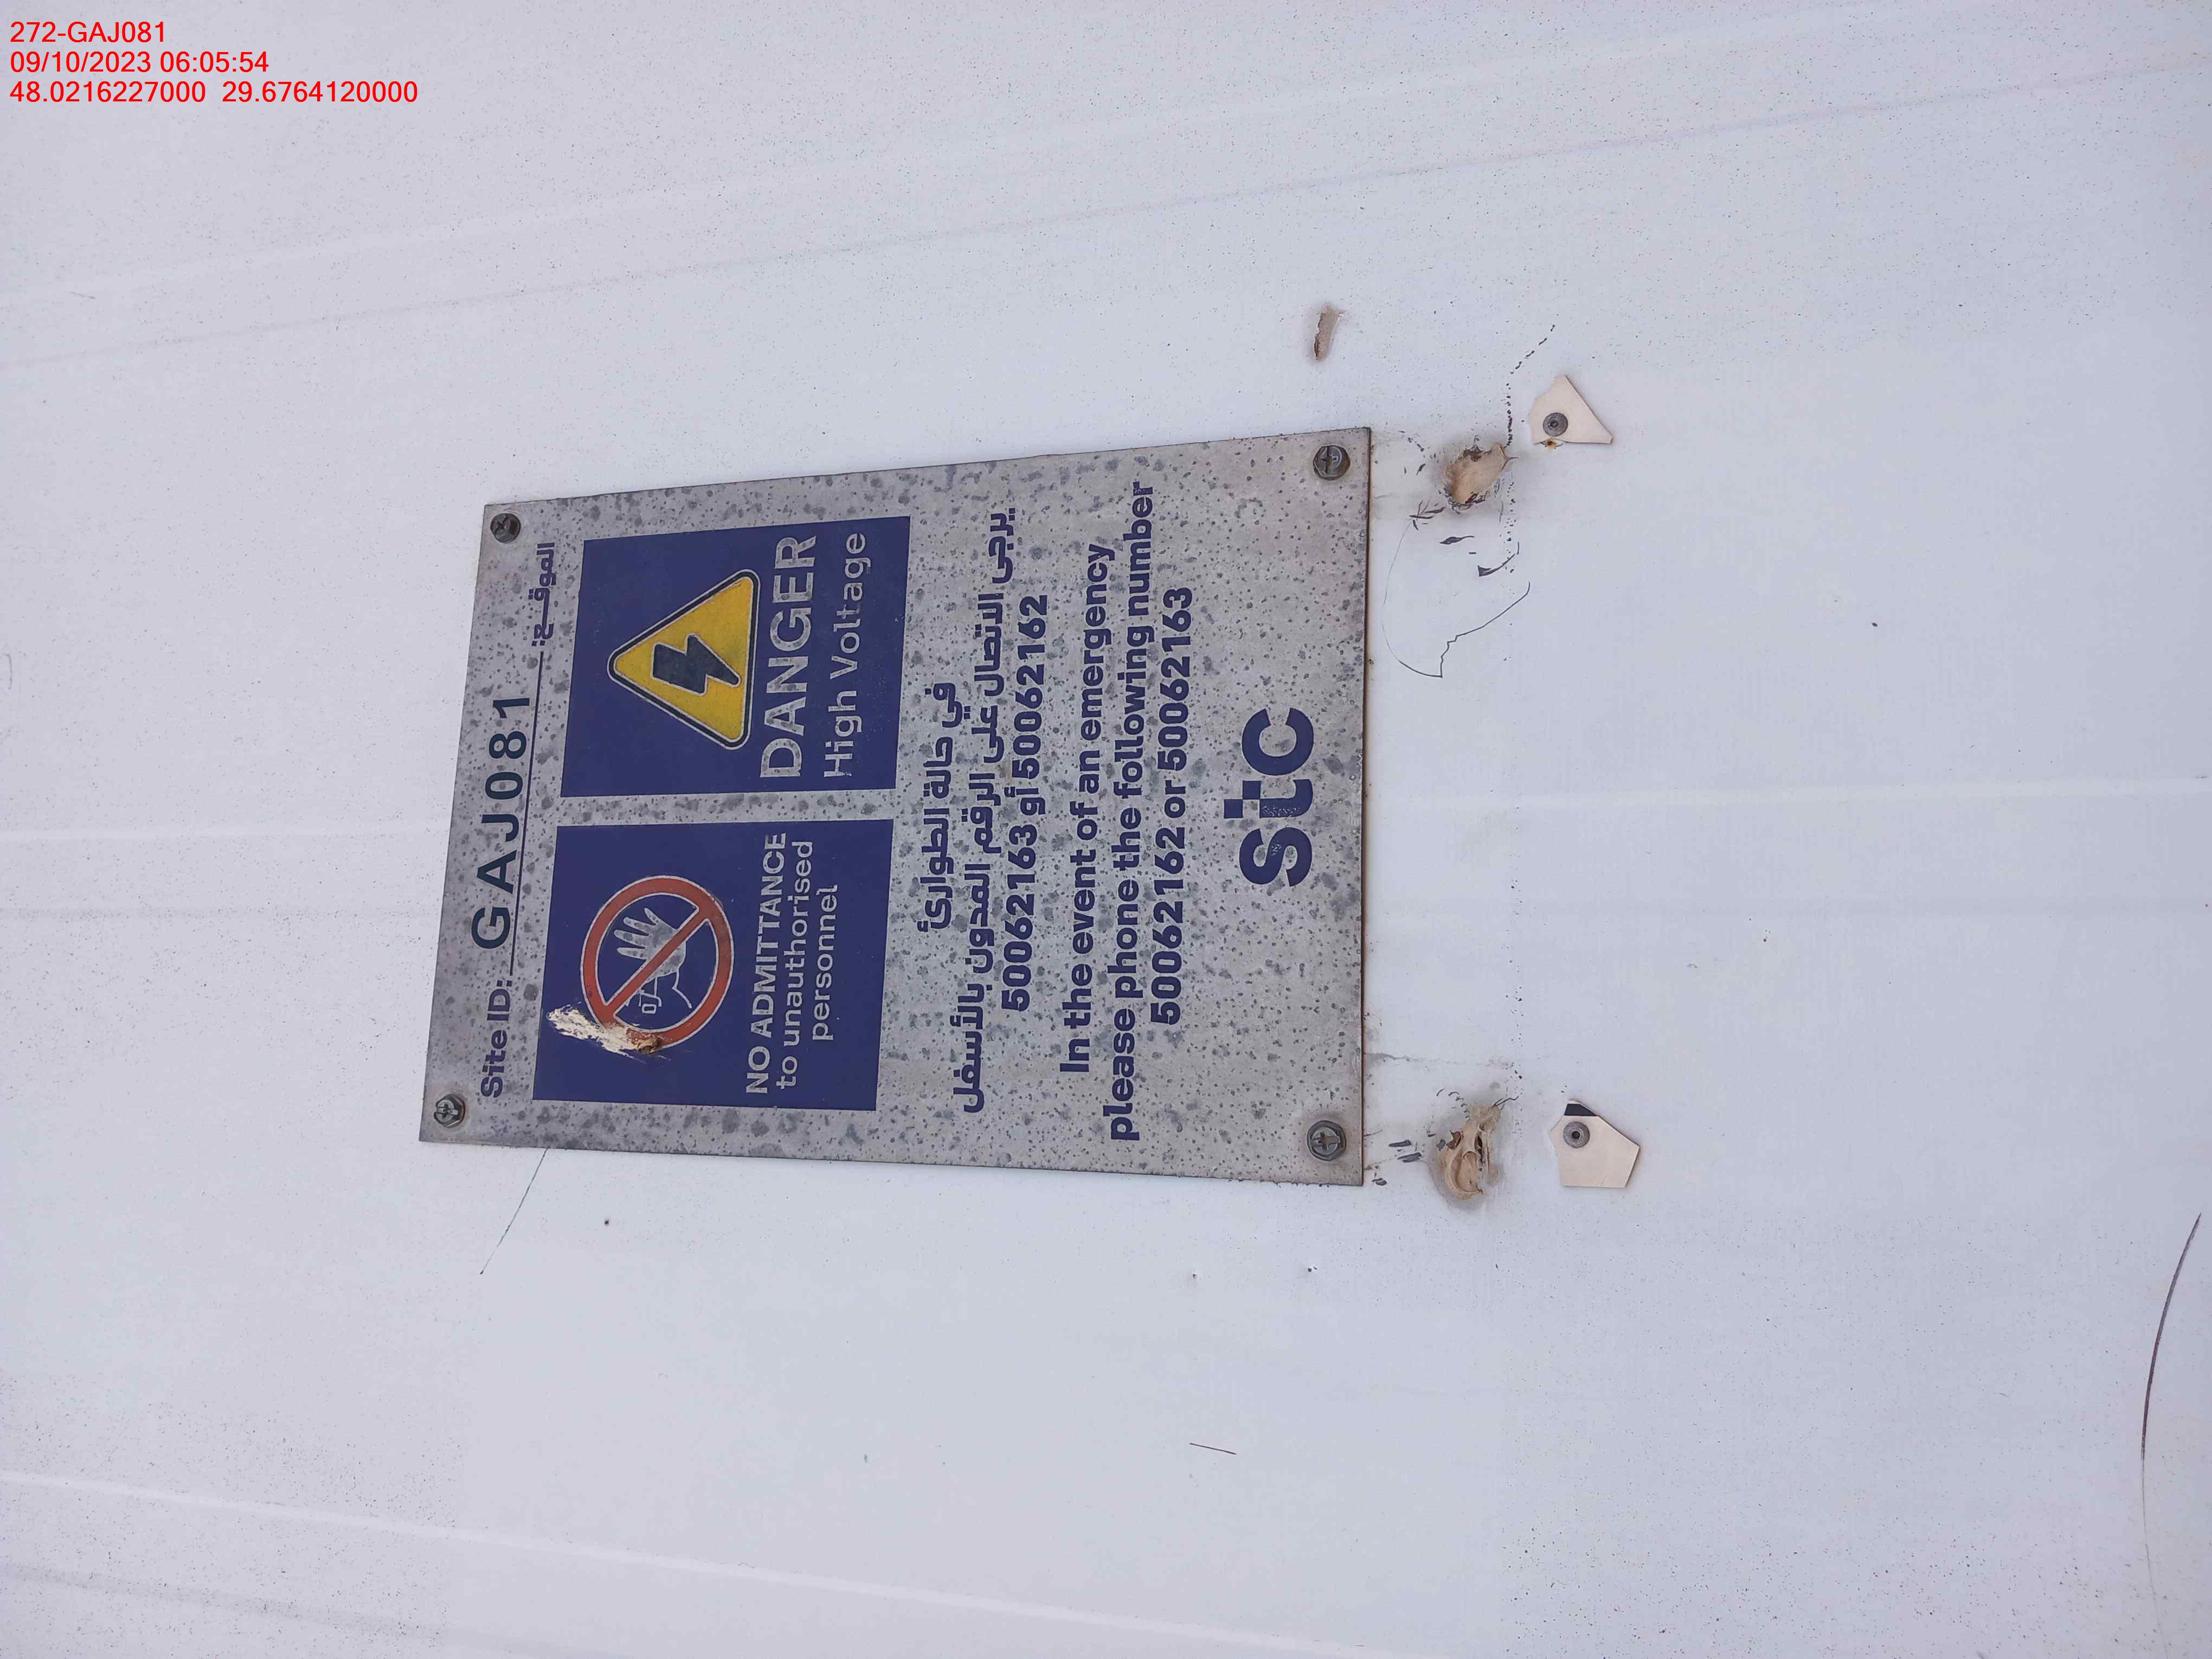 272-GAJ081
09/10/2023 06:05:54
48.0216227000 29.6764120000
Site ID: GAJ081 الموقع:
NO ADMITTANCE
to unauthorised
personnel
DANGER
High Voltage
في حالة الطوارئ
يرجى الاتصال على الرقم المدون بالأسفل
50062163 أو 50062162
In the event of an emergency
please phone the following number
50062162 or 50062163
stc